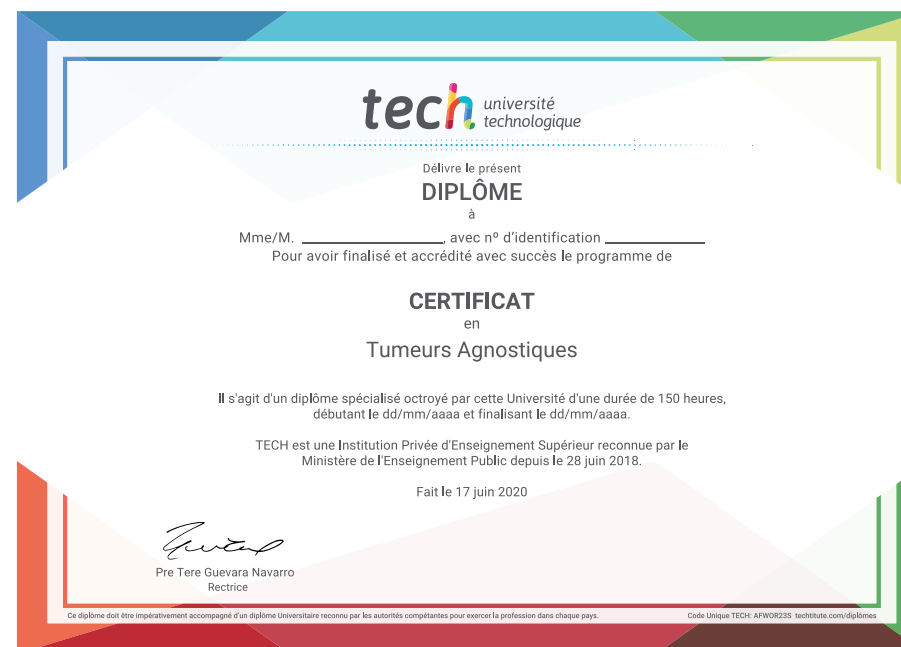 tech université
technologique
Délivre le présent
DIPLÔME
à
Mme/M. ____________________, avec nº d'identification ______________
Pour avoir finalisé et accrédité avec succès le programme de
CERTIFICAT
en
Tumeurs Agnostiques
Il s'agit d'un diplôme spécialisé octroyé par cette Université d'une durée de 150 heures,
débutant le dd/mm/aaaa et finalisant le dd/mm/aaaa.
TECH est une Institution Privée d'Enseignement Supérieur reconnue par le
Ministère de l'Enseignement Public depuis le 28 juin 2018.
Fait le 17 juin 2020
Pre Tere Guevara Navarro
Rectrice
Ce diplôme doit être impérativement accompagné d'un diplôme Universitaire reconnu par les autorités compétantes pour exercer la profession dans chaque pays.
Code Unique TECH: AFWOR23S techtitute.com/diplômes